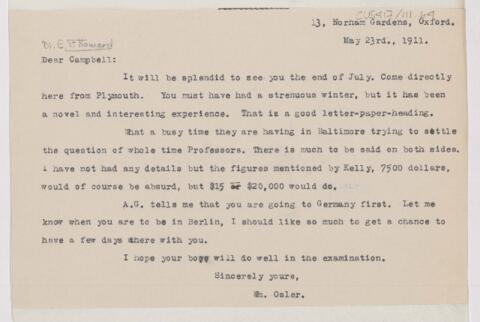 CUS417/111.49
13, Norham Gardens, Oxford.
May 23rd., 1911.
Dr. E. P. Howard
Dear Campbell:
It will be splendid to see you the end of July. Come directly
here from Plymouth. You must have had a strenuous winter, but it has been
a novel and interesting experience. That is a good letter-paper-heading.
What a busy time they are having in Baltimore trying to settle
the question of whole time Professors. There is much to be said on both sides.
I have not had any details but the figures mentioned by Kelly, 7500 dollars,
would of course be absurd, but $15 or $20,000 would do.
A.G. tells me that you are going to Germany first. Let me
know when you are to be in Berlin, I should like so much to get a chance to
have a few days there with you.
I hope your boy will do well in the examination.
Sincerely yours,
Wm. Osler.